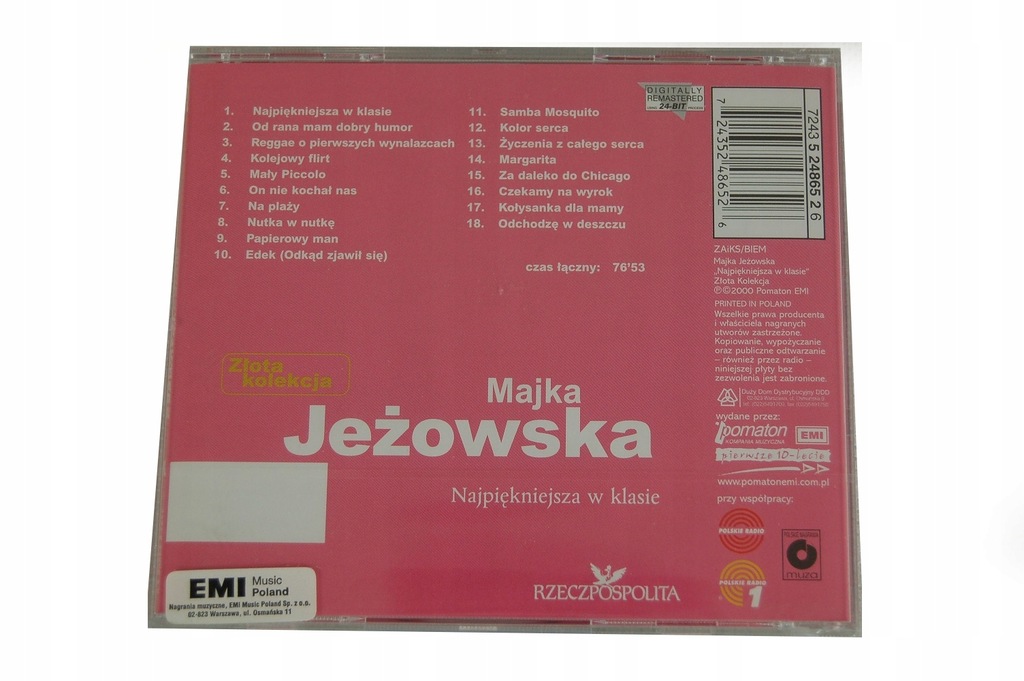 1. Najpiękniejsza w klasie
2. Od rana mam dobry humor
3. Reggae o pierwszych wynalazcach
4. Kolejowy flirt
5. Mały Piccolo
6. On nie kochał nas
7. Na plaży
8. Nutka w nutkę
9. Papierowy man
10. Edek (Odkąd zjawił się)
11. Samba Mosquito
12. Kolor serca
13. Życzenia z całego serca
14. Margarita
15. Za daleko do Chicago
16. Czekamy na wyrok
17. Kołysanka dla mamy
18. Odchodzę w deszczu
czas łączny: 76'53
DIGITALLY
REMASTERED
24-BIT
7243 5 24865 2 6
7 24352 48652 6
ZAiKS/BIEM
Majka Jeżowska
„Najpiękniejsza w klasie"
Złota Kolekcja
℗©2000 Pomaton EMI
PRINTED IN POLAND
Wszelkie prawa producenta
i właściciela nagranych
utworów zastrzeżone.
Kopiowanie, wypożyczanie
oraz publiczne odtwarzanie
– również przez radio –
niniejszej płyty bez
zezwolenia jest zabronione.
Duży Dom Dystrybucyjny DDD
wydane przez:
pomaton
KOMPANIA MUZYCZNA
EMI
pierwsze 10-lecie
www.pomatonemi.com.pl
przy współpracy:
POLSKIE RADIO
muza
POLSKIE RADIO
1
Złota
kolekcja
Majka
Jeżowska
Najpiękniejsza w klasie
RZECZPOSPOLITA
EMI Music
Poland
Nagrania muzyczne, EMI Music Poland Sp. z o.o.
02-823 Warszawa, ul. Osmańska 11